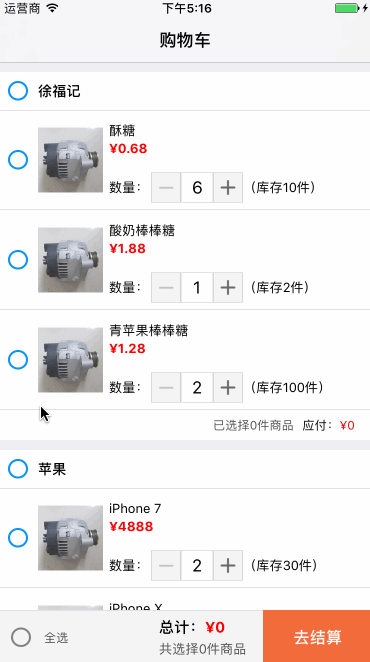 运营商 下午5:16
购物车
徐福记
酥糖
¥0.68
数量： 6 （库存10件）
酸奶棒棒糖
¥1.88
数量： 1 （库存2件）
青苹果棒棒糖
¥1.28
数量： 2 （库存100件）
已选择0件商品 应付：¥0
苹果
iPhone 7
¥4888
数量： 2 （库存30件）
iPhone X
总计：¥0
全选 去结算
共选择0件商品